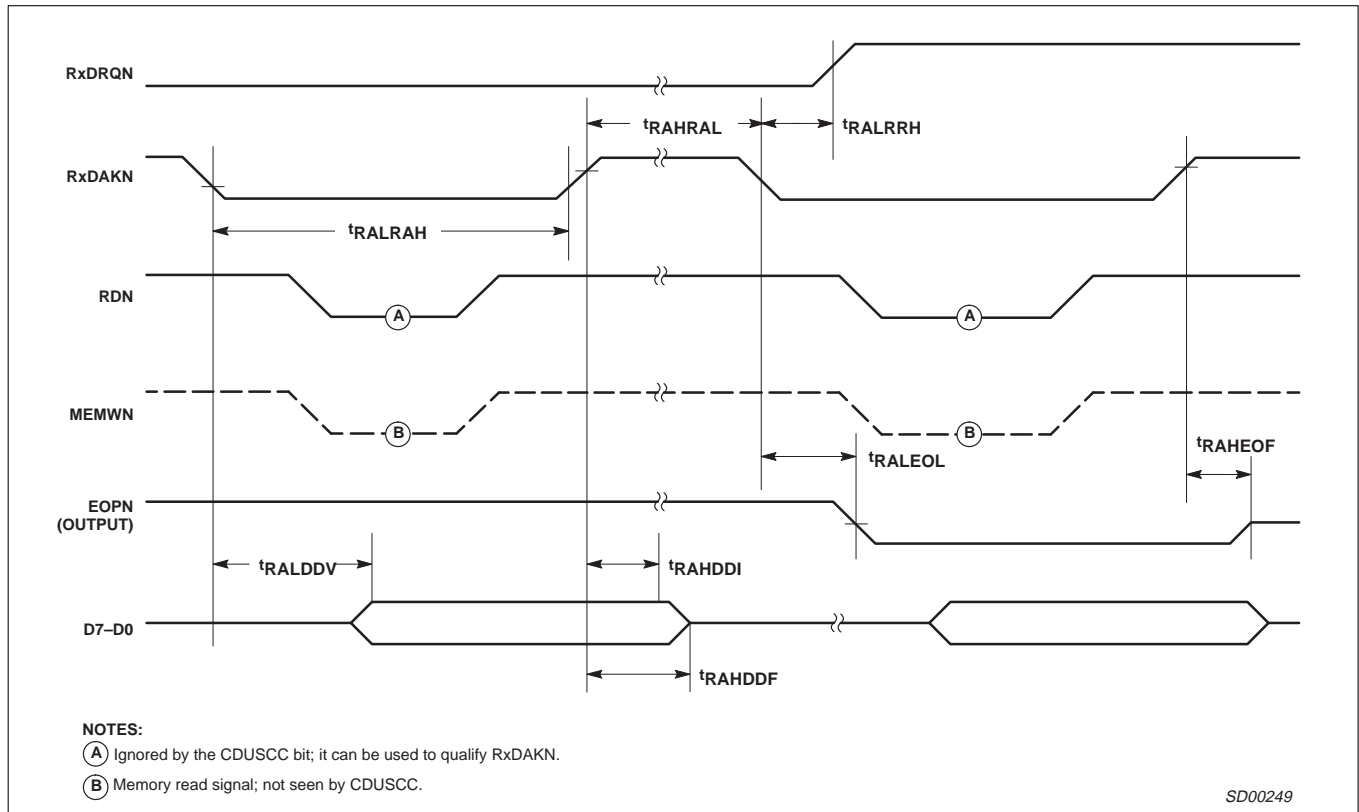 RxDRQN
tRAHRAL
tRALRRH
RxDAKN
tRALRAH
RDN
A
A
MEMWN
B
B
tRALEOL
tRAHEOF
EOPN
(OUTPUT)
tRALDDV
tRAHDDI
D7–D0
tRAHDDF
NOTES:
A Ignored by the CDUSCC bit; it can be used to qualify RxDAKN.
B Memory read signal; not seen by CDUSCC.
SD00249